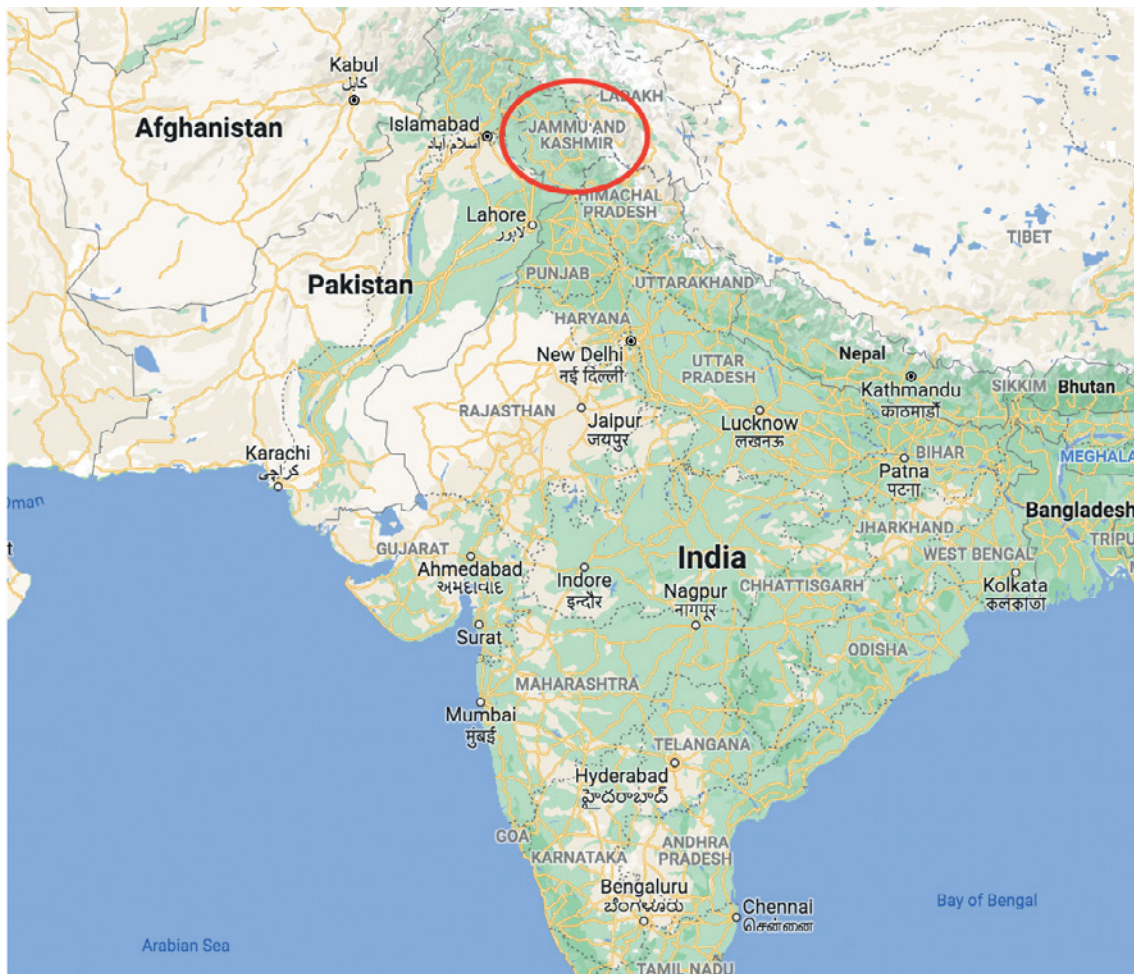 Kabul
کابل
Afghanistan
Islamabad
اسلام آباد
LADAKH
JAMMU AND
KASHMIR
HIMACHAL
PRADESH
Lahore
لاہور
TIBET
Pakistan
PUNJAB
UTTARAKHAND
HARYANA
New Delhi
नई दिल्ली
UTTAR
PRADESH
Nepal
Kathmandu
काठमाडौं
SIKKIM
Bhutan
RAJASTHAN
Jaipur
जयपुर
Lucknow
लखनऊ
Karachi
کراچی
BIHAR
Patna
पटना
MEGHALA
Oman
Bangladesh
JHARKHAND
TRIPU
GUJARAT
Ahmedabad
અમદાવાદ
India
WEST BENGAL
Indore
इन्दौर
Nagpur
नागपूर
CHHATTISGARH
Kolkata
কলকাতা
Surat
ODISHA
MAHARASHTRA
Mumbai
मुंबई
TELANGANA
Hyderabad
హైదరాబాద్
GOA
KARNATAKA
ANDHRA
PRADESH
Bengaluru
ಬೆಂಗಳೂರು
Chennai
சென்னை
Bay of Bengal
Arabian Sea
TAMIL NADU